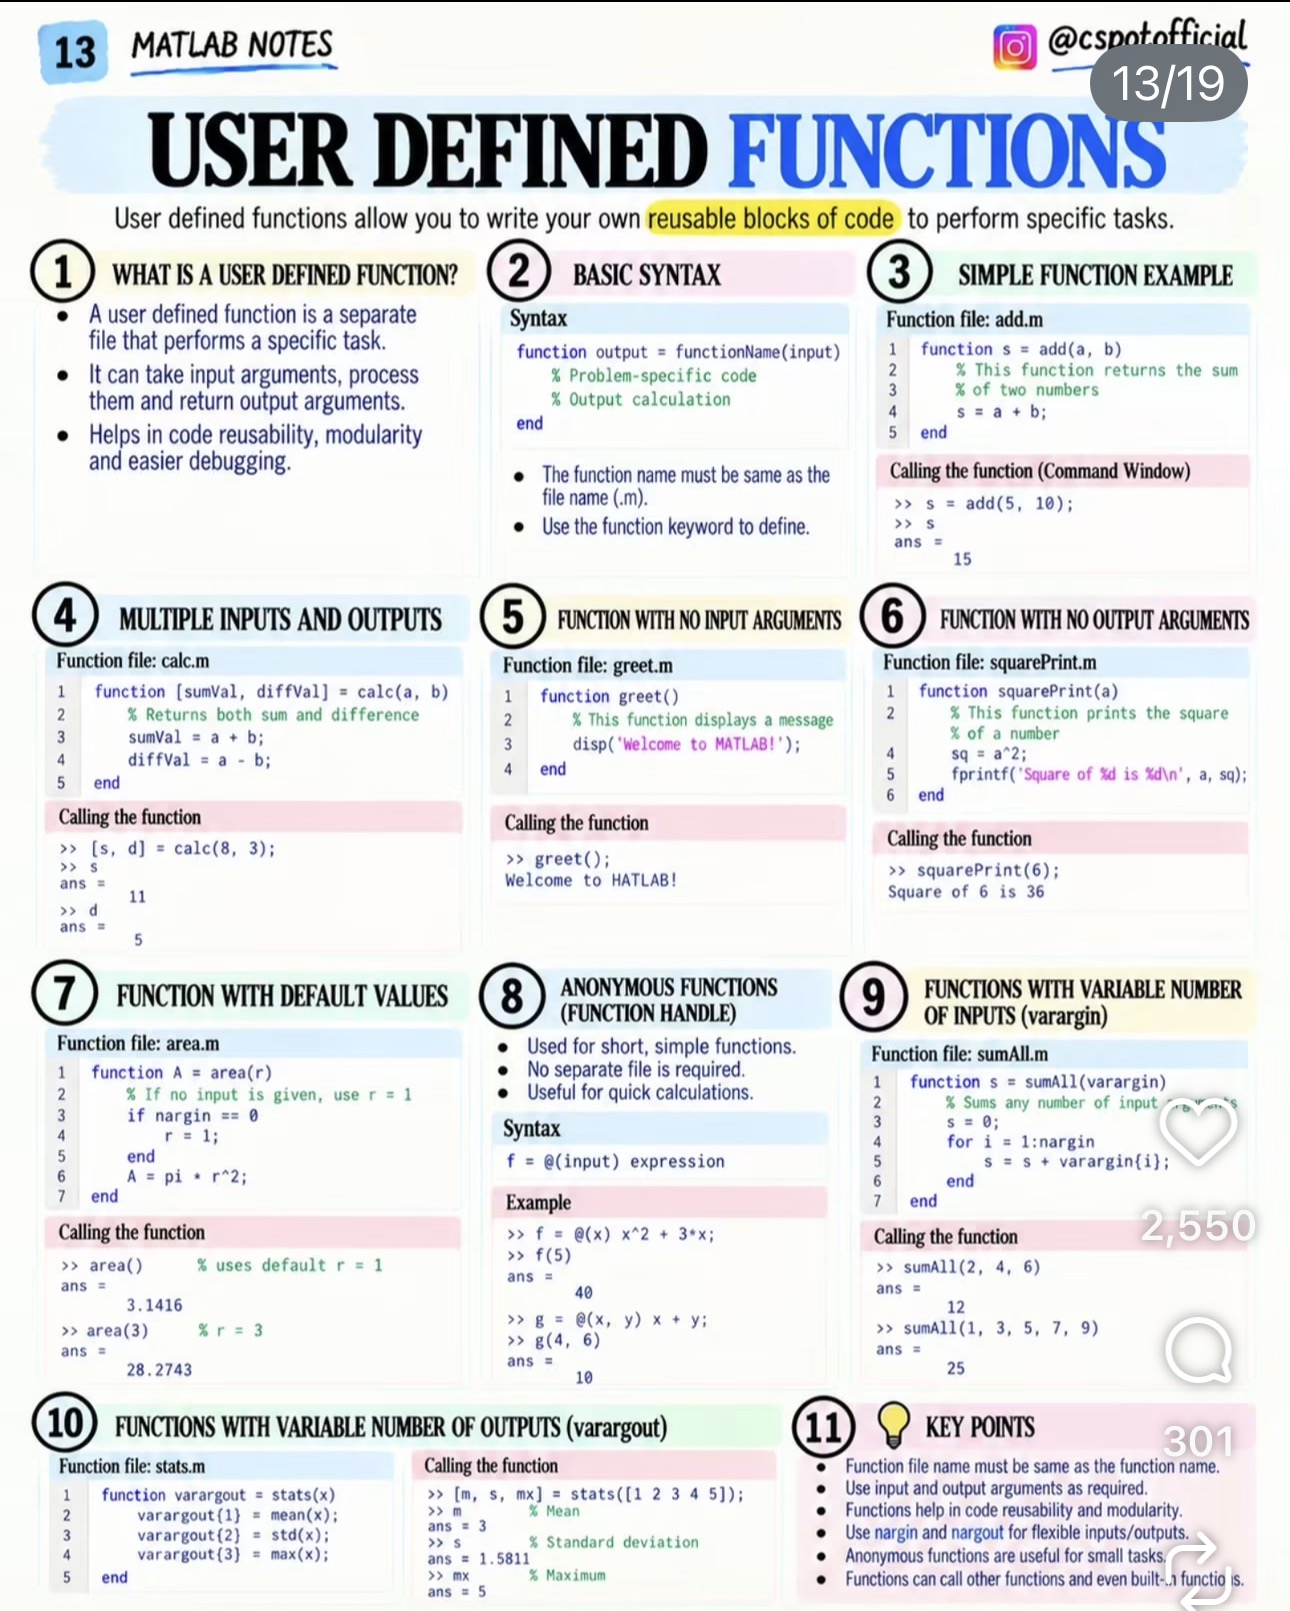 13 MATLAB NOTES
@cspotofficial
13/19
USER DEFINED FUNCTIONS
User defined functions allow you to write your own reusable blocks of code to perform specific tasks.
1 WHAT IS A USER DEFINED FUNCTION?
• A user defined function is a separate
file that performs a specific task.
• It can take input arguments, process
them and return output arguments.
• Helps in code reusability, modularity
and easier debugging.
2 BASIC SYNTAX
Syntax
function output = functionName(input)
% Problem-specific code
% Output calculation
end
• The function name must be same as the
file name (.m).
• Use the function keyword to define.
3 SIMPLE FUNCTION EXAMPLE
Function file: add.m
1 function s = add(a, b)
2 % This function returns the sum
3 % of two numbers
4 s = a + b;
5 end
Calling the function (Command Window)
>> s = add(5, 10);
>> s
ans =
15
4 MULTIPLE INPUTS AND OUTPUTS
Function file: calc.m
1 function [sumVal, diffVal] = calc(a, b)
2 % Returns both sum and difference
3 sumVal = a + b;
4 diffVal = a - b;
5 end
Calling the function
>> [s, d] = calc(8, 3);
>> s
ans =
11
>> d
ans =
5
5 FUNCTION WITH NO INPUT ARGUMENTS
Function file: greet.m
1 function greet()
2 % This function displays a message
3 disp('Welcome to MATLAB!');
4 end
Calling the function
>> greet();
Welcome to HATLAB!
6 FUNCTION WITH NO OUTPUT ARGUMENTS
Function file: squarePrint.m
1 function squarePrint(a)
2 % This function prints the square
% of a number
4 sq = a^2;
5 fprintf('Square of %d is %d\n', a, sq);
6 end
Calling the function
>> squarePrint(6);
Square of 6 is 36
7 FUNCTION WITH DEFAULT VALUES
Function file: area.m
1 function A = area(r)
2 % If no input is given, use r = 1
3 if nargin == 0
4 r = 1;
5 end
6 A = pi * r^2;
7 end
Calling the function
>> area() % uses default r = 1
ans =
3.1416
>> area(3) % r = 3
ans =
28.2743
8 ANONYMOUS FUNCTIONS
(FUNCTION HANDLE)
• Used for short, simple functions.
• No separate file is required.
• Useful for quick calculations.
Syntax
f = @(input) expression
Example
>> f = @(x) x^2 + 3*x;
>> f(5)
ans =
40
>> g = @(x, y) x + y;
>> g(4, 6)
ans =
10
9 FUNCTIONS WITH VARIABLE NUMBER
OF INPUTS (varargin)
Function file: sumAll.m
1 function s = sumAll(varargin)
2 % Sums any number of input arguments
3 s = 0;
4 for i = 1:nargin
5 s = s + varargin{i};
6 end
7 end
Calling the function
>> sumAll(2, 4, 6)
ans =
12
>> sumAll(1, 3, 5, 7, 9)
ans =
25
2,550
301
10 FUNCTIONS WITH VARIABLE NUMBER OF OUTPUTS (varargout)
Function file: stats.m
1 function varargout = stats(x)
2 varargout{1} = mean(x);
3 varargout{2} = std(x);
4 varargout{3} = max(x);
5 end
Calling the function
>> [m, s, mx] = stats([1 2 3 4 5]);
>> m % Mean
ans = 3
>> s % Standard deviation
ans = 1.5811
>> mx % Maximum
ans = 5
11 KEY POINTS
• Function file name must be same as the function name.
• Use input and output arguments as required.
• Functions help in code reusability and modularity.
• Use nargin and nargout for flexible inputs/outputs.
• Anonymous functions are useful for small tasks.
• Functions can call other functions and even built-in functions.